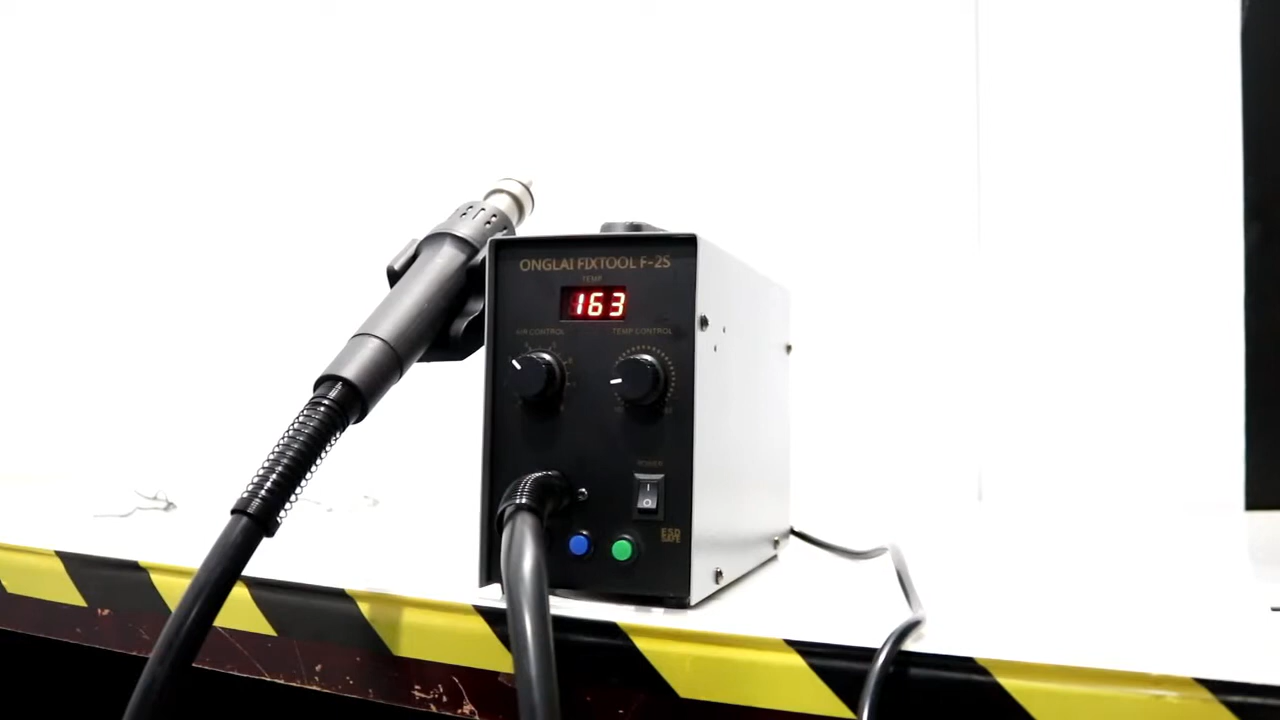 ONGLAI FIXTOOL F-2S
TEMP
163
AIR CONTROL
TEMP CONTROL
POWER
ESD
SAFE